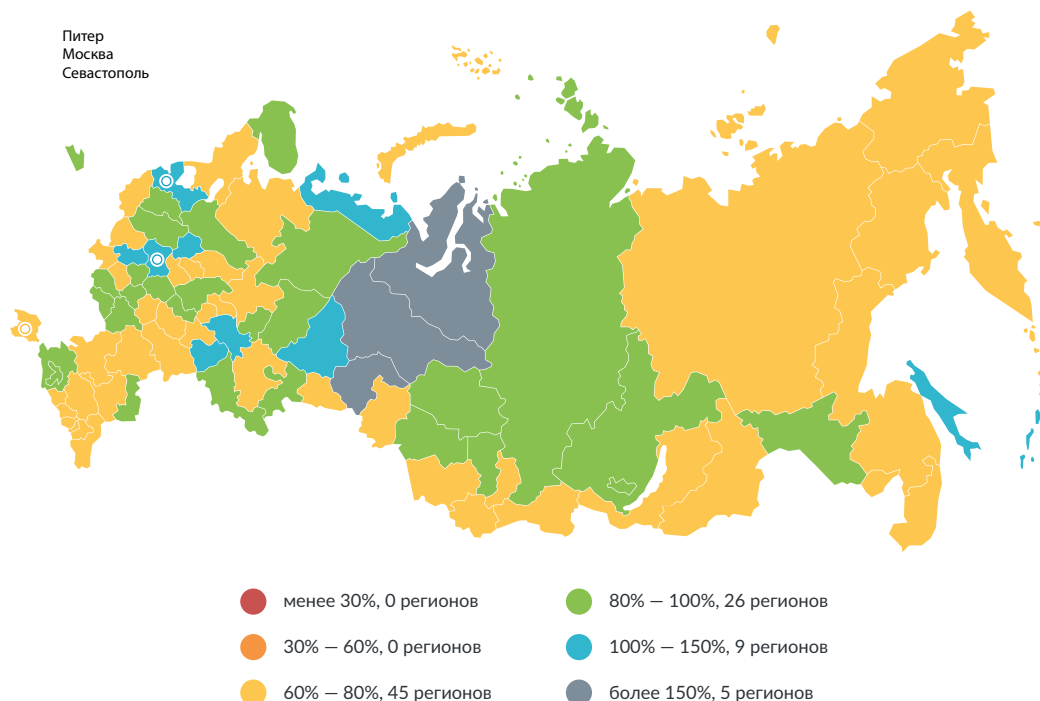 Питер
Москва
Севастополь
менее 30%, 0 регионов
30% — 60%, 0 регионов
60% — 80%, 45 регионов
80% — 100%, 26 регионов
100% — 150%, 9 регионов
более 150%, 5 регионов